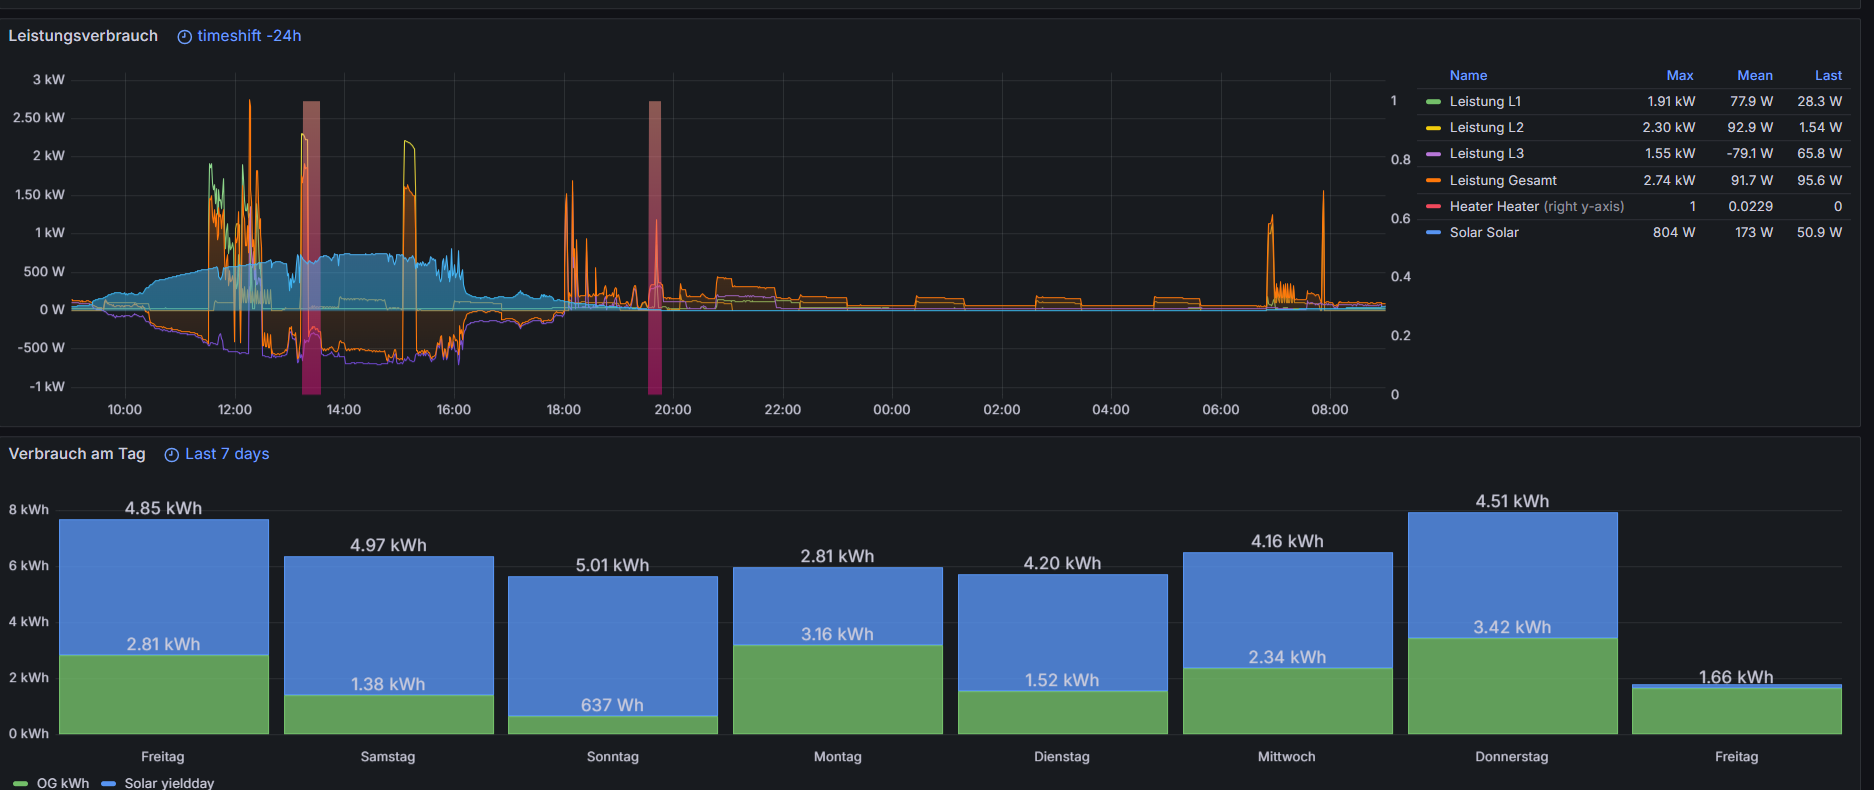 Leistungsverbrauch timeshift -24h
3 kW
2.50 kW
2 kW
1.50 kW
1 kW
500 W
0 W
-500 W
-1 kW
1
0.8
0.6
0.4
0.2
0
10:00 12:00 14:00 16:00 18:00 20:00 22:00 00:00 02:00 04:00 06:00 08:00
Name Max Mean Last
Leistung L1 1.91 kW 77.9 W 28.3 W
Leistung L2 2.30 kW 92.9 W 1.54 W
Leistung L3 1.55 kW -79.1 W 65.8 W
Leistung Gesamt 2.74 kW 91.7 W 95.6 W
Heater Heater (right y-axis) 1 0.0229 0
Solar Solar 804 W 173 W 50.9 W
Verbrauch am Tag Last 7 days
8 kWh
6 kWh
4 kWh
2 kWh
0 kWh
4.85 kWh
2.81 kWh
4.97 kWh
1.38 kWh
5.01 kWh
637 Wh
2.81 kWh
3.16 kWh
4.20 kWh
1.52 kWh
4.16 kWh
2.34 kWh
4.51 kWh
3.42 kWh
1.66 kWh
Freitag Samstag Sonntag Montag Dienstag Mittwoch Donnerstag Freitag
OG kWh Solar yieldday